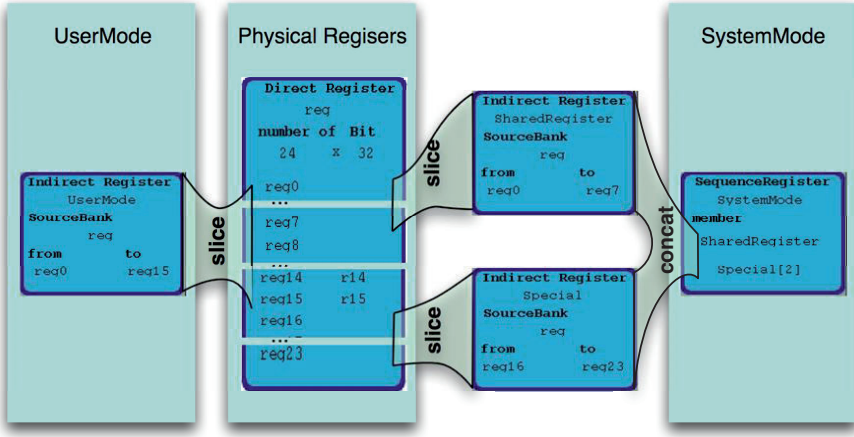 UserMode
Physical Regisers
SystemMode
Indirect Register
UserMode
SourceBank
reg
from to
reg0 reg15
slice
Direct Register
reg
number of Bit
24 x 32
reg0
...
reg7
reg8
...
reg14 r14
reg15 r15
reg16
...
reg23
slice
Indirect Register
SharedRegister
SourceBank
reg
from to
reg0 reg7
slice
Indirect Register
Special
SourceBank
reg
from to
reg16 reg23
concat
SequenceRegister
SystemMode
member
SharedRegister
Special[2]